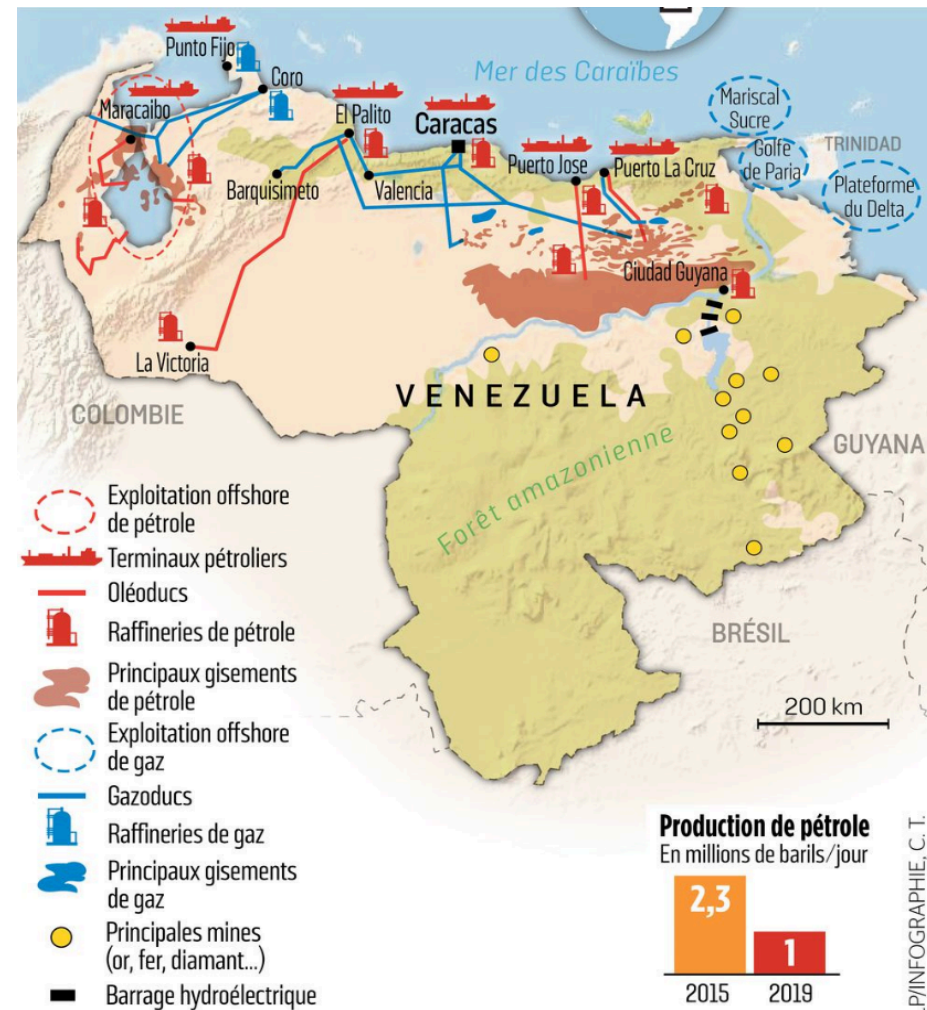 Punto Fijo
Coro
Mer des Caraïbes
Maracaibo
El Palito
Caracas
Mariscal
Sucre
TRINIDAD
Golfe
de Paria
Puerto Jose
Puerto La Cruz
Plateforme
du Delta
Barquisimeto
Valencia
Ciudad Guyana
La Victoria
VENEZUELA
COLOMBIE
GUYANA
Forêt amazonienne
BRÉSIL
200 km
Exploitation offshore
de pétrole
Terminaux pétroliers
Oléoducs
Raffineries de pétrole
Principaux gisements
de pétrole
Exploitation offshore
de gaz
Gazoducs
Raffineries de gaz
Principaux gisements
de gaz
Principales mines
(or, fer, diamant...)
Barrage hydroélectrique
Production de pétrole
En millions de barils/jour
2,3
1
2015
2019
LP/INFOGRAPHIE, C. T.